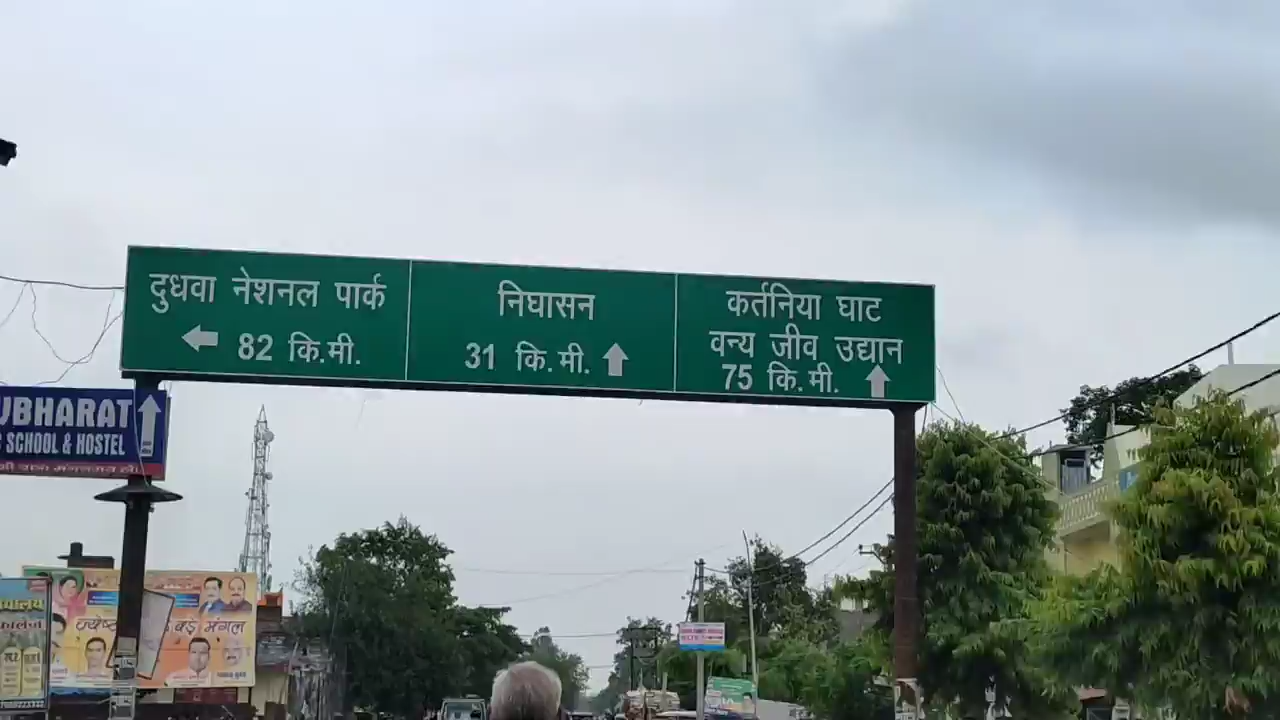 दुधवा नेशनल पार्क
82 कि.मी.
निघासन
31 कि.मी.
कर्तनिया घाट
वन्य जीव उद्यान
75 कि.मी.
UBHARAT
SCHOOL & HOSTEL
ज्येष्ठ
बड़े मंगल